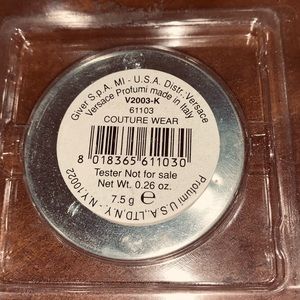 Giver S.p.A. MI - U.S.A. Distr. Versace
Versace Profumi made in Italy
V2003-K
61103
COUTURE WEAR
8 018365 611030
Tester Not for sale
Net Wt. 0.26 oz.
7.5 g e
Profumi U.S.A.,LTD.N.Y.- N.Y.10022